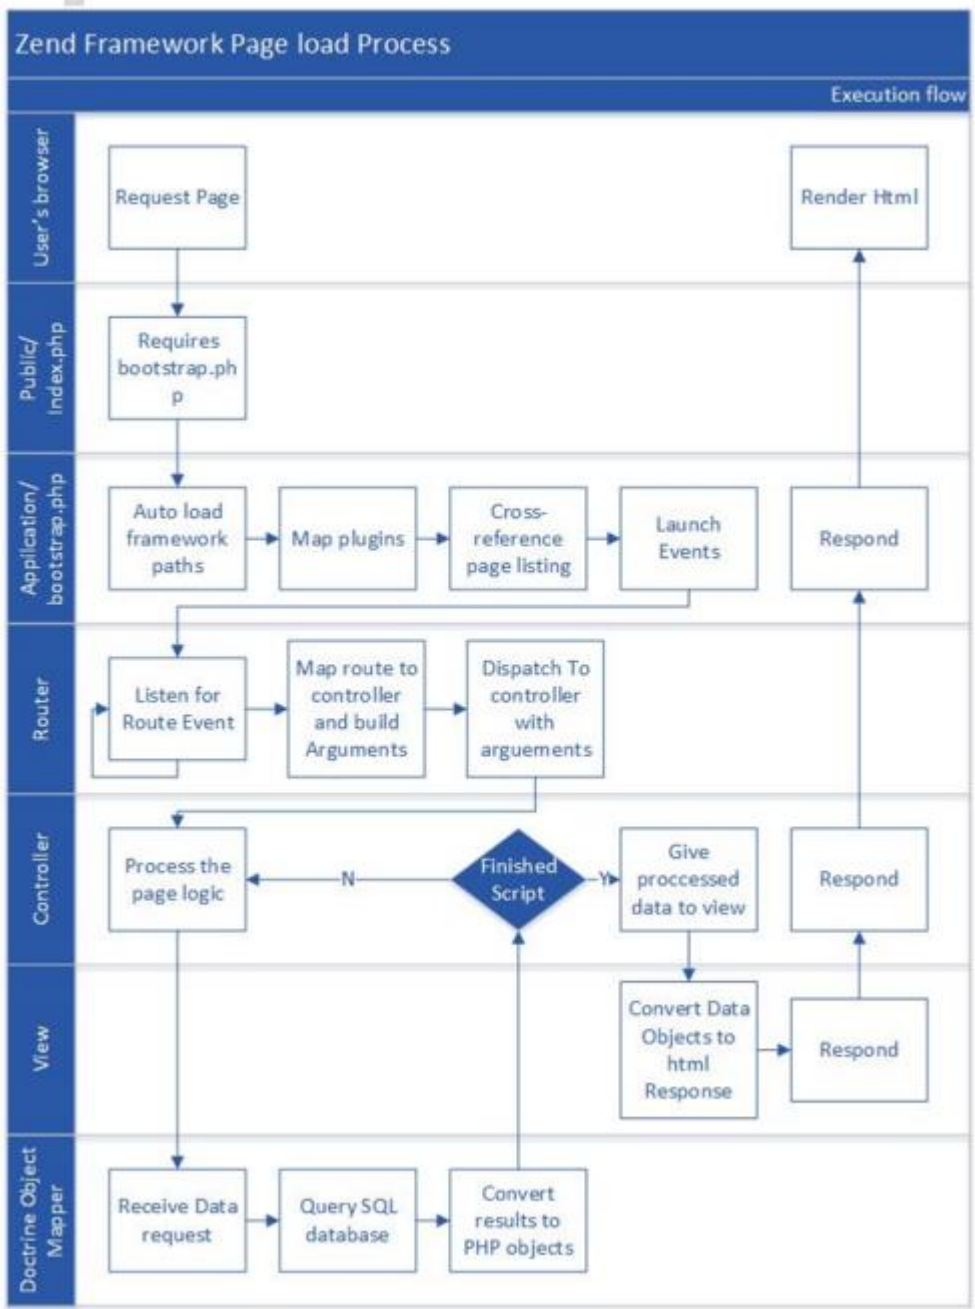 Zend Framework Page load Process
Execution flow
User's browser
Request Page
Render Html
Public/
Index.php
Requires
bootstrap.ph
p
Application/
bootstrap.php
Auto load
framework
paths
Map plugins
Cross-
reference
page listing
Launch
Events
Respond
Router
Listen for
Route Event
Map route to
controller
and build
Arguments
Dispatch To
controller
with
arguements
Controller
Process the
page logic
N
Finished
Script
Y
Give
proccessed
data to view
Respond
View
Convert Data
Objects to
html
Response
Respond
Doctrine Object
Mapper
Receive Data
request
Query SQL
database
Convert
results to
PHP objects